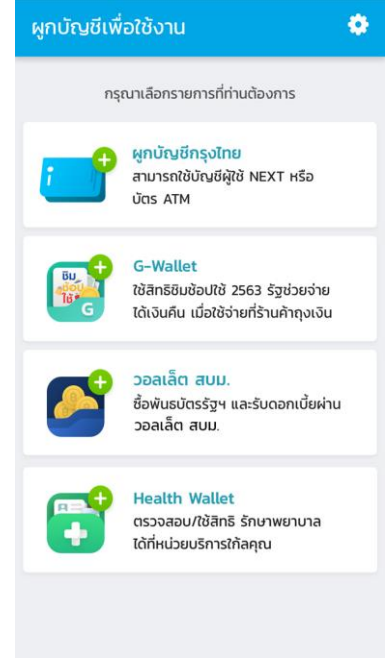 ผูกบัญชีเพื่อใช้งาน
กรุณาเลือกรายการที่ท่านต้องการ
ผูกบัญชีกรุงไทย
สามารถใช้บัญชีผู้ใช้ NEXT หรือ
บัตร ATM
G-Wallet
ใช้สิทธิชิมช้อปใช้ 2563 รัฐช่วยจ่าย
ได้เงินคืน เมื่อใช้จ่ายที่ร้านค้าถุงเงิน
ชิม
ช้อป
ใช้
G
วอลเล็ต สบม.
ซื้อพันธบัตรรัฐฯ และรับดอกเบี้ยผ่าน
วอลเล็ต สบม.
Health Wallet
ตรวจสอบ/ใช้สิทธิ รักษาพยาบาล
ได้ที่หน่วยบริการใกล้คุณ